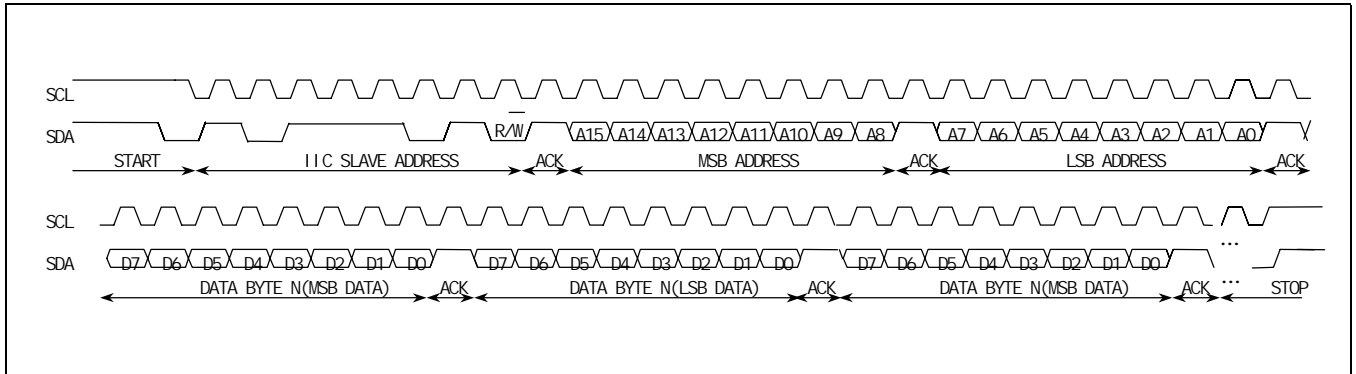 SCL
SDA R/W A15 A14 A13 A12 A11 A10 A9 A8 A7 A6 A5 A4 A3 A2 A1 A0
START IIC SLAVE ADDRESS ACK MSB ADDRESS ACK LSB ADDRESS ACK
SCL
...
SDA D7 D6 D5 D4 D3 D2 D1 D0 D7 D6 D5 D4 D3 D2 D1 D0 D7 D6 D5 D4 D3 D2 D1 D0
DATA BYTE N(MSB DATA) ACK DATA BYTE N(LSB DATA) ACK DATA BYTE N(MSB DATA) ACK ... STOP